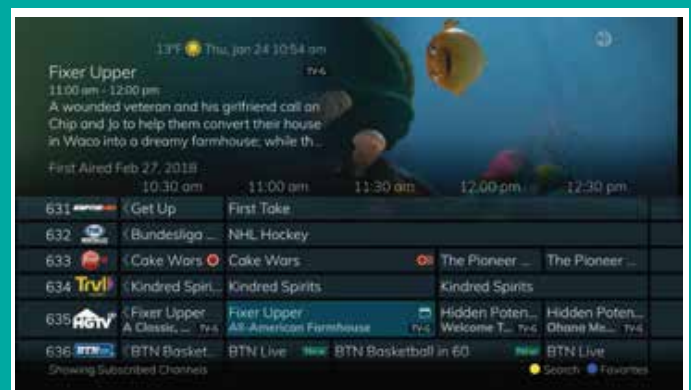 13°F Thu, Jan 24 10:54 am
Fixer Upper TV-G
11:00 am - 12:00 pm
A wounded veteran and his girlfriend call on
Chip and Jo to help them convert their house
in Waco into a dreamy farmhouse; while th...
First Aired Feb 27, 2018
10:30 am 11:00 am 11:30 am 12:00 pm 12:30 pm
631 Get Up First Take
632 Bundesliga ... NHL Hockey
633 Cake Wars Cake Wars The Pioneer ... The Pioneer ...
634 Trvl Kindred Spiri... Kindred Spirits Kindred Spirits
635 HGTV Fixer Upper Fixer Upper Hidden Poten... Hidden Poten...
A Classic, ... TV-G All-American Farmhouse TV-G Welcome T... TV-G Ohana Me... TV-G
636 BTN Basket... BTN Live New BTN Basketball in 60 New BTN Live
Showing Subscribed Channels Search Favorites